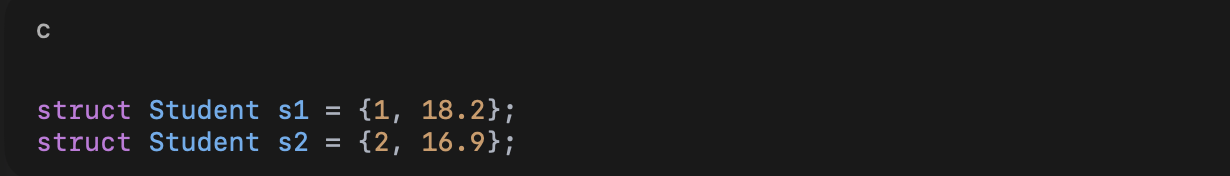 c
struct Student s1 = {1, 18.2};
struct Student s2 = {2, 16.9};